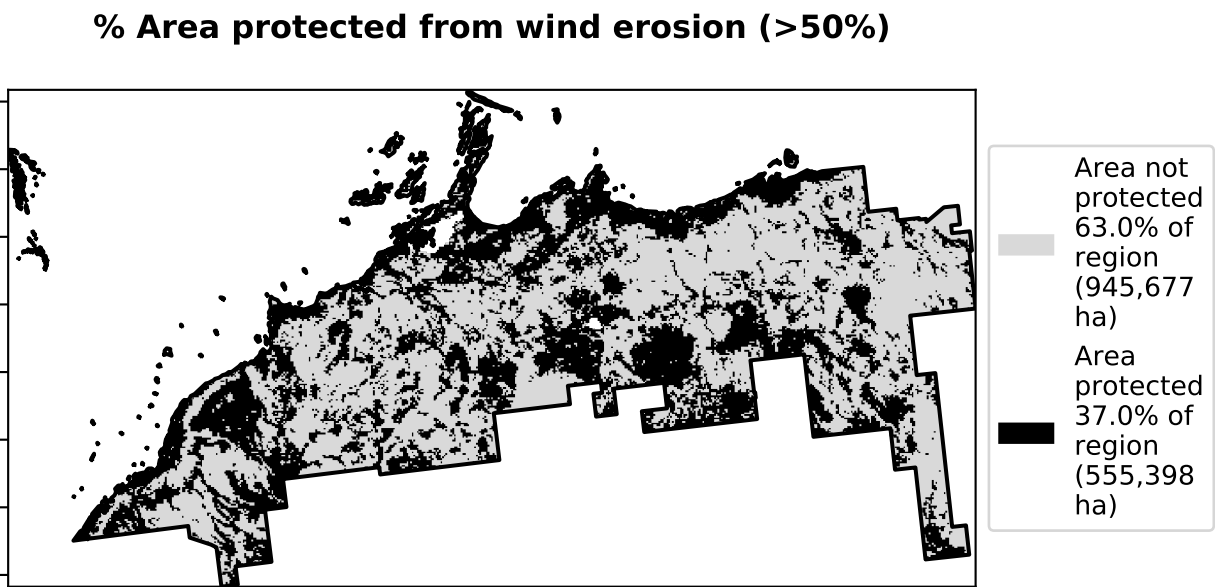 % Area protected from wind erosion (>50%)
Area not
protected
63.0% of
region
(945,677
ha)
Area
protected
37.0% of
region
(555,398
ha)